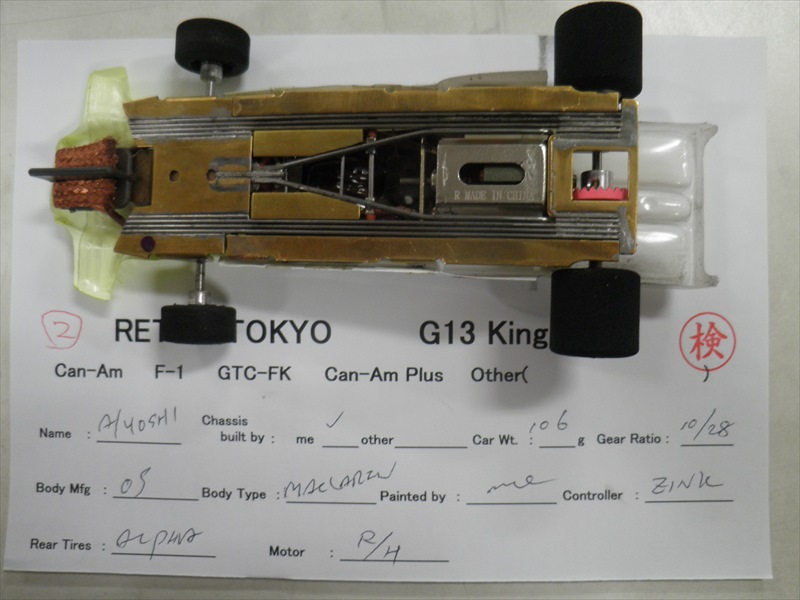 R MADE IN CHI
2 RET TOKYO G13 King 検
Can-Am F-1 GTC-FK Can-Am Plus Other( )
Name : A/YOSHI Chassis built by : me ✓ other Car Wt. : 106 g Gear Ratio : 10/28
Body Mfg : OS Body Type : MACLAREN Painted by : me Controller : ZINK
Rear Tires : ALPHA Motor : R/H